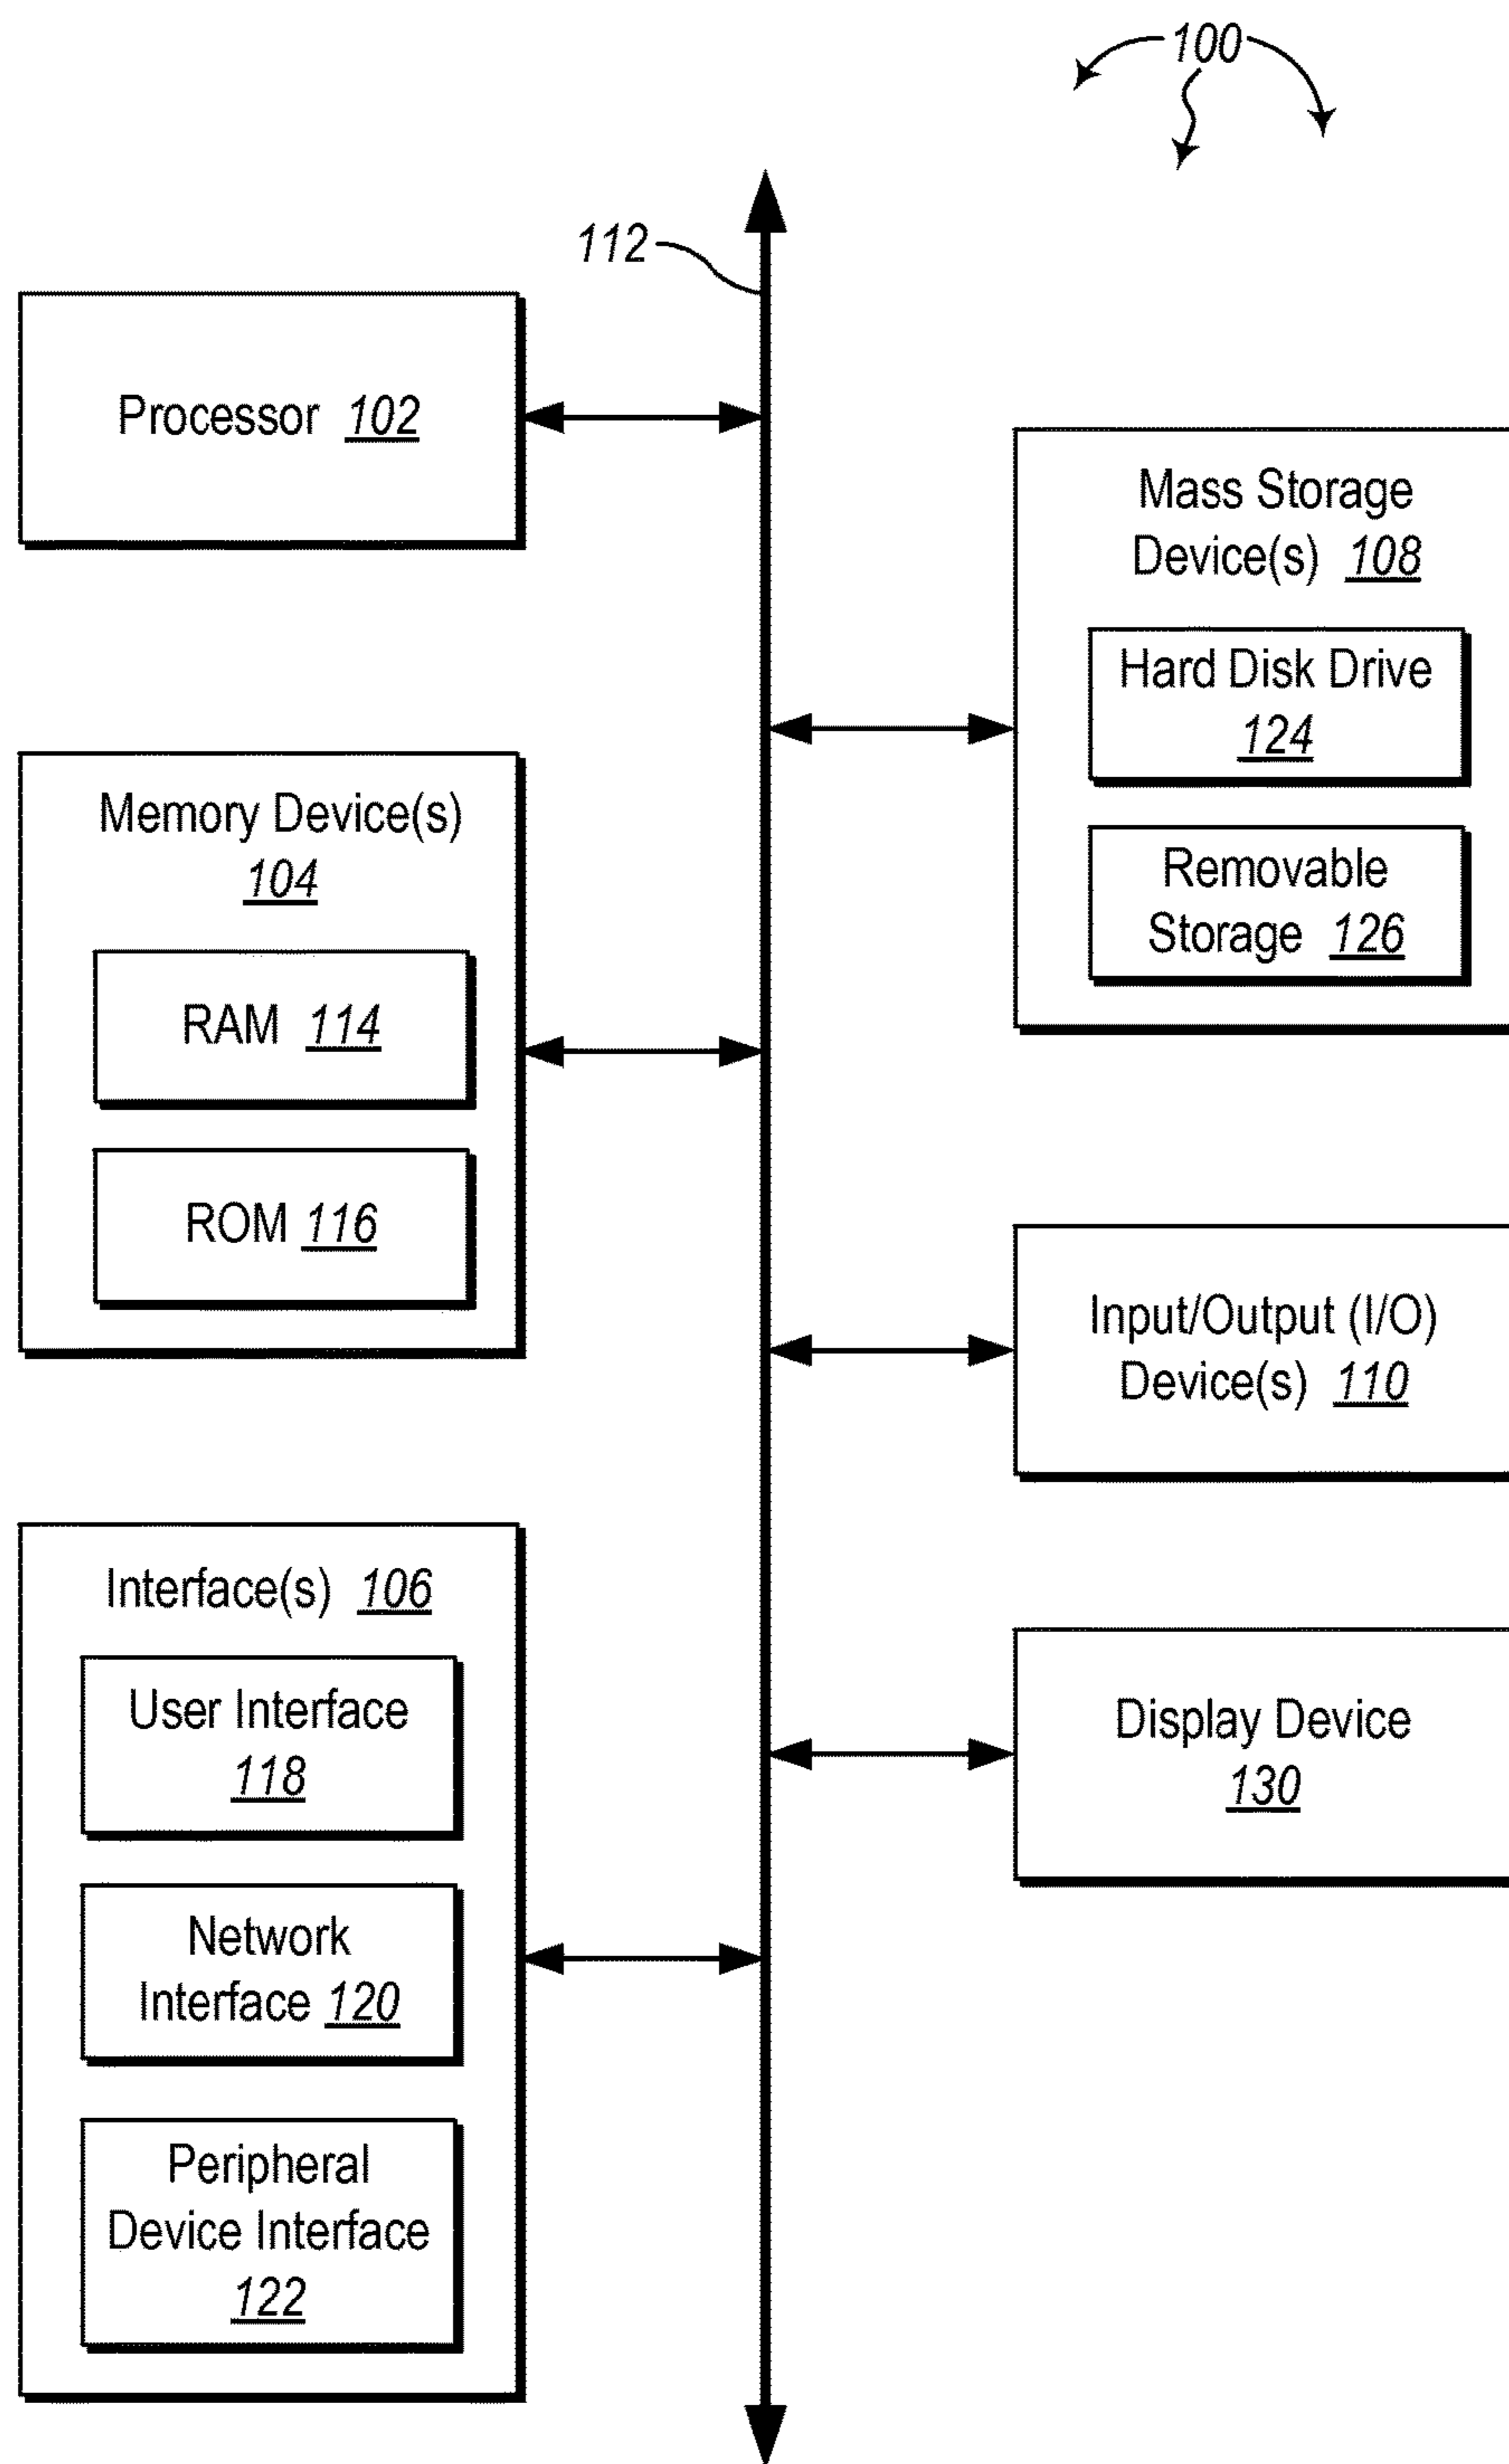 100
112
Processor 102
Mass Storage
Device(s) 108
Hard Disk Drive
124
Removable
Storage 126
Memory Device(s)
104
RAM 114
ROM 116
Input/Output (I/O)
Device(s) 110
Interface(s) 106
User Interface
118
Network
Interface 120
Peripheral
Device Interface
122
Display Device
130